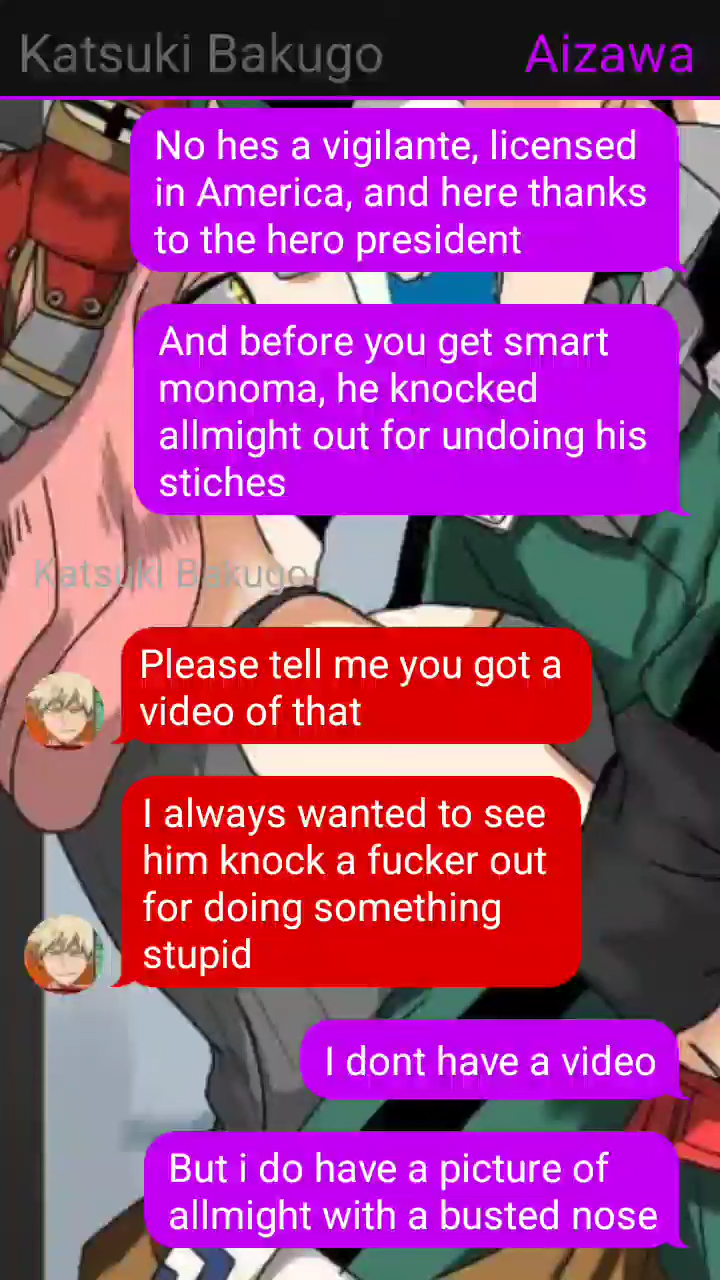 Katsuki Bakugo Aizawa
No hes a vigilante, licensed
in America, and here thanks
to the hero president
And before you get smart
monoma, he knocked
allmight out for undoing his
stiches
Katsuki Bakugo
Please tell me you got a
video of that
I always wanted to see
him knock a fucker out
for doing something
stupid
I dont have a video
But i do have a picture of
allmight with a busted nose